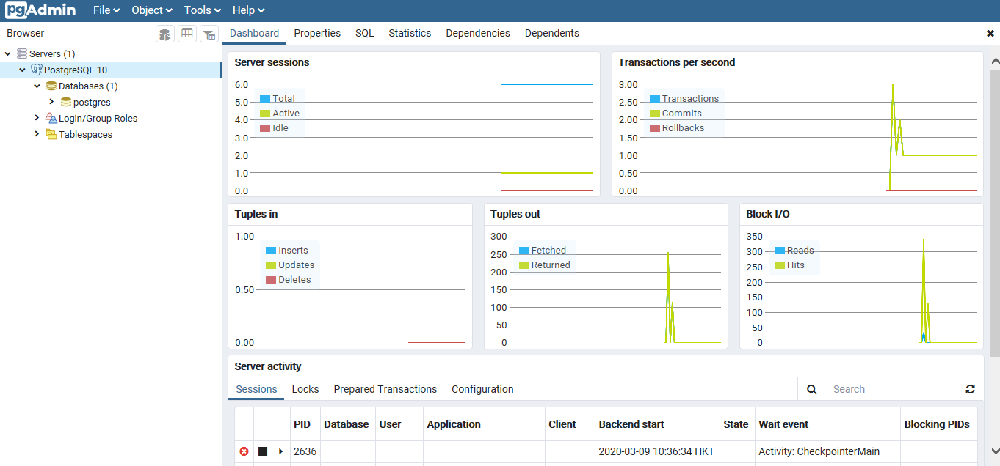 pgAdmin File Object Tools Help
Browser
Dashboard Properties SQL Statistics Dependencies Dependents
Servers (1)
PostgreSQL 10
Databases (1)
postgres
Login/Group Roles
Tablespaces
Server sessions
6.0
5.0
4.0
3.0
2.0
1.0
0.0
Total
Active
Idle
Transactions per second
3.00
2.50
2.00
1.50
1.00
0.50
0.00
Transactions
Commits
Rollbacks
Tuples in
1.00
0.50
0.00
Inserts
Updates
Deletes
Tuples out
300
250
200
150
100
50
0
Fetched
Returned
Block I/O
350
300
250
200
150
100
50
0
Reads
Hits
Server activity
Sessions Locks Prepared Transactions Configuration Search
PID Database User Application Client Backend start State Wait event Blocking PIDs
2636 2020-03-09 10:36:34 HKT Activity: CheckpointerMain